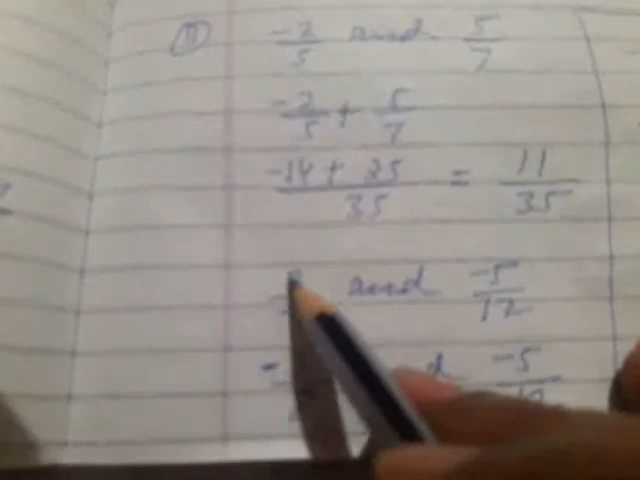 (ii) -2/5 and 5/7
-2/5 + 5/7
-14 + 25/35 = 11/35
and -5/12
-5